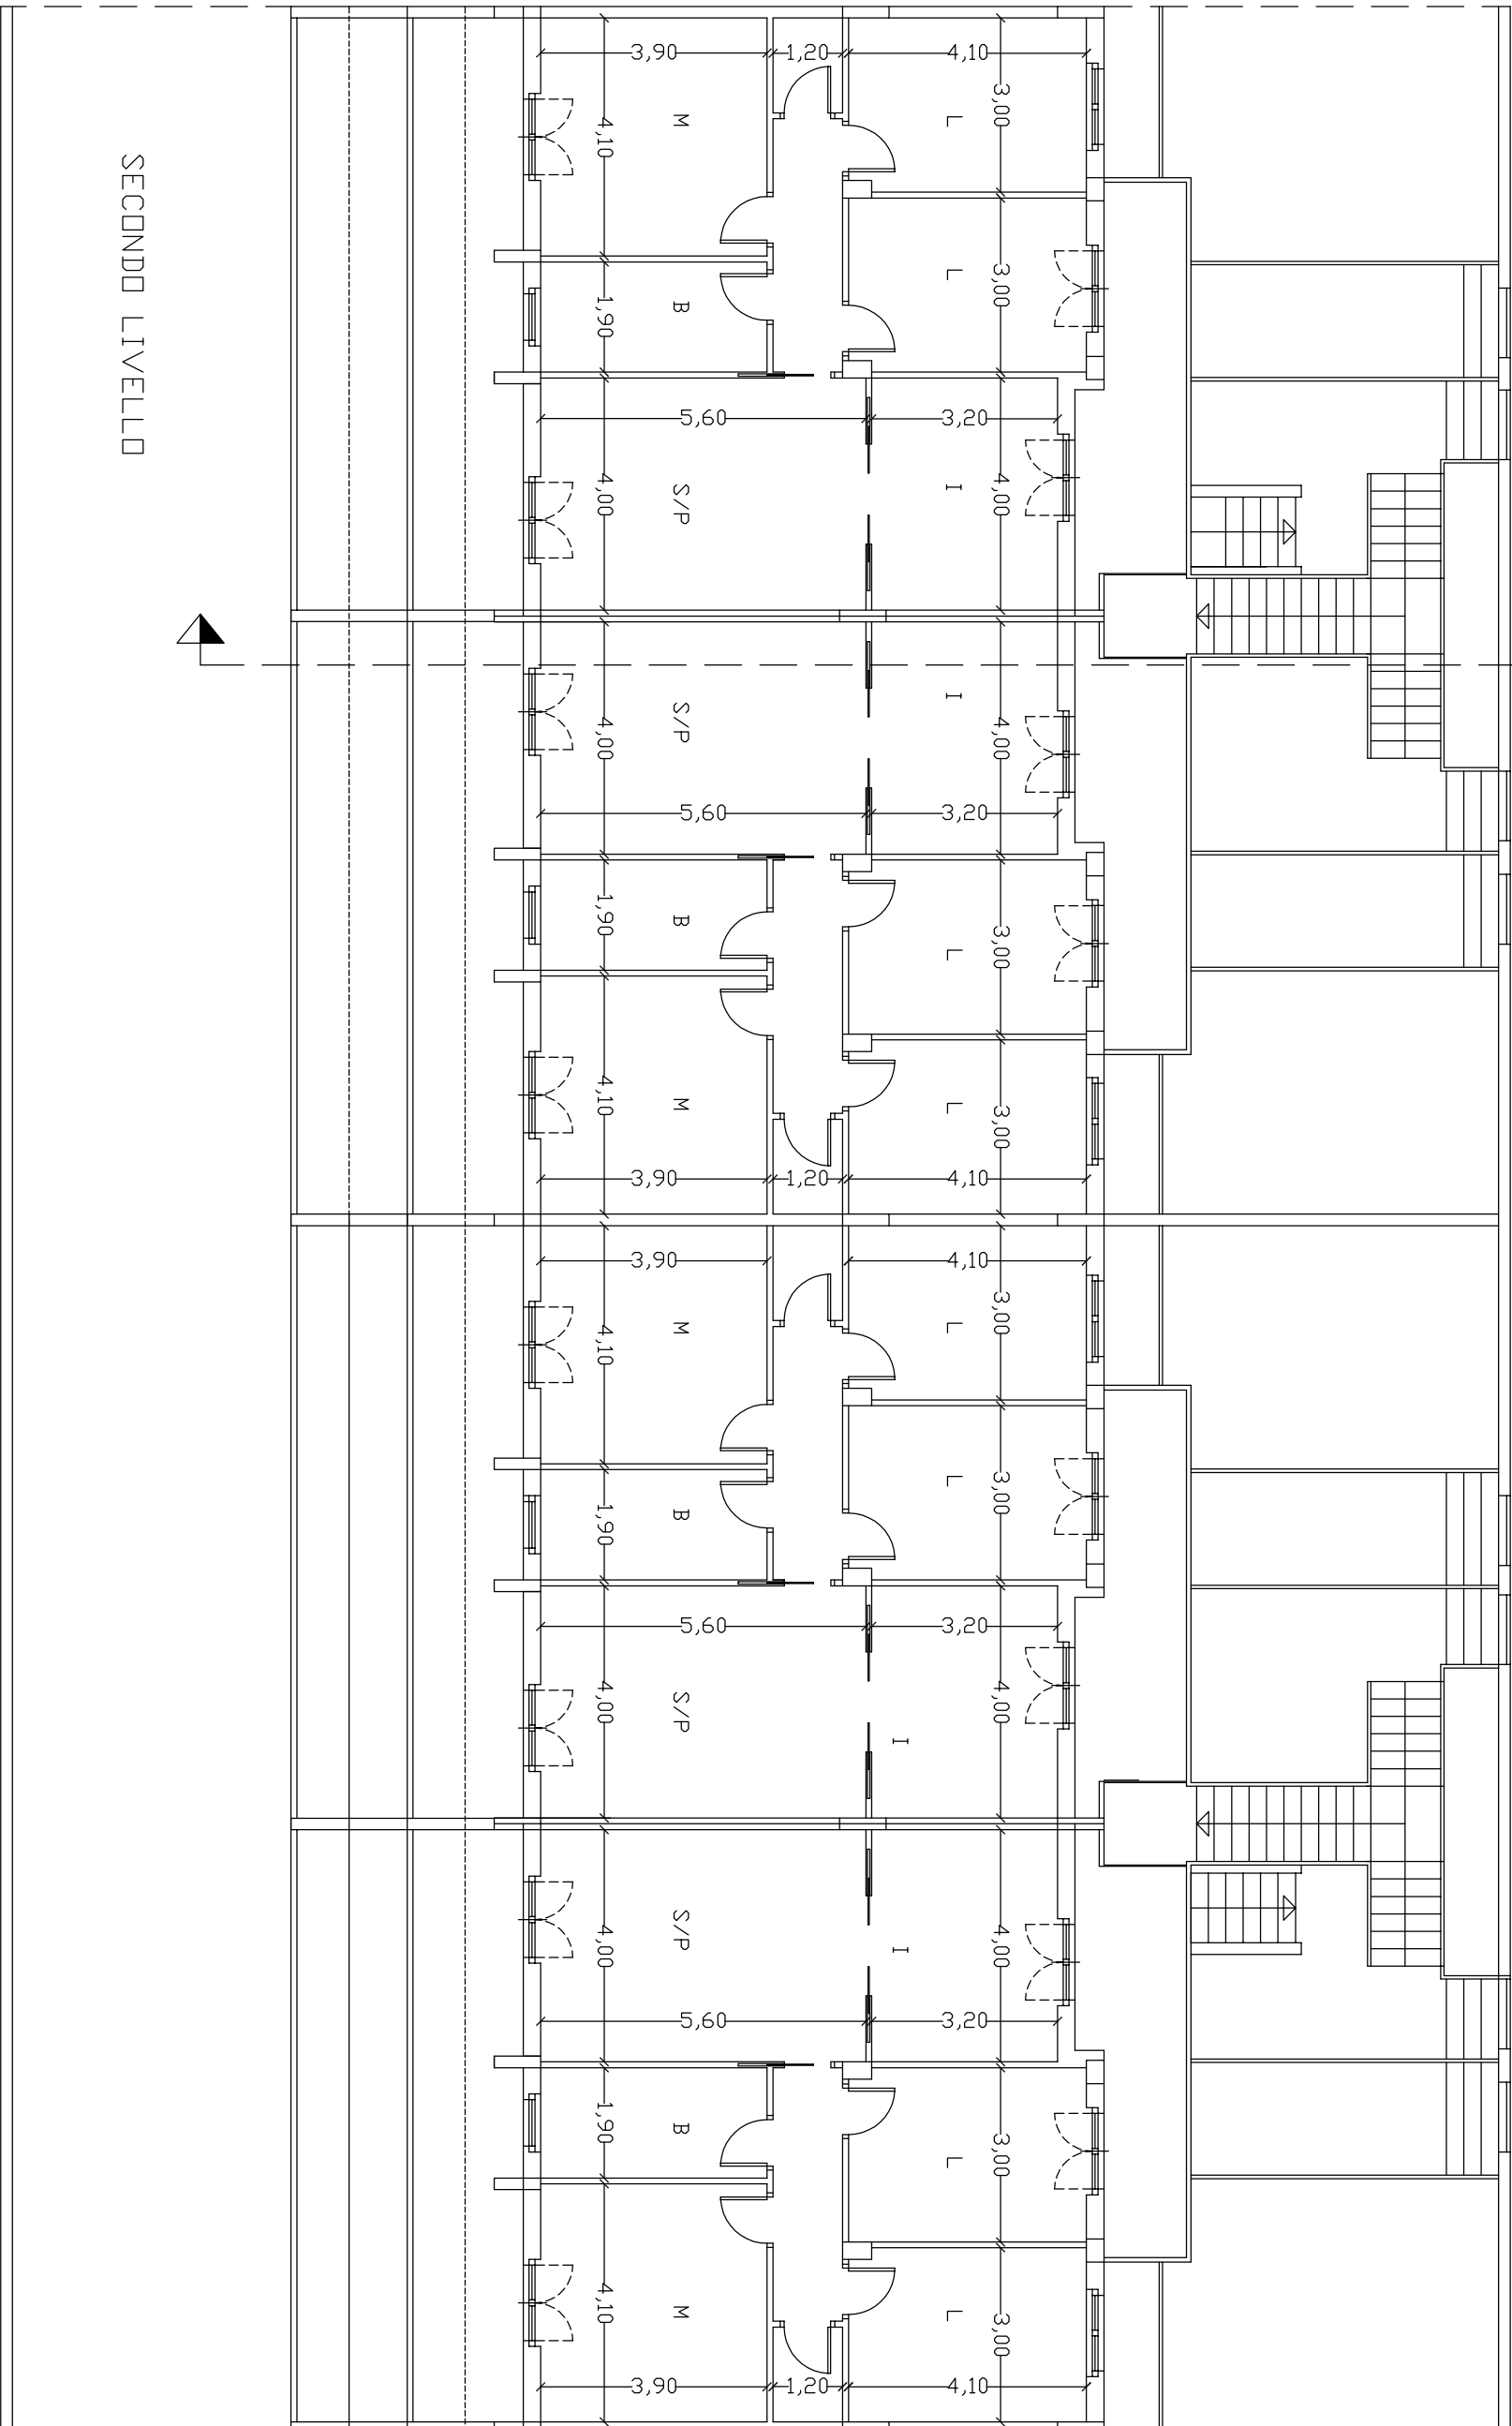 3,90 1,20 4,10
3,00
M L
4,10
L 3,00
B 1,90
5,60 3,20
4,00 S/P I 4,00
SECONDO LIVELLO
S/P I
4,00 4,00
5,60 3,20
1,90 B L 3,00
4,10 M L 3,00
3,90 1,20 4,10
3,90 4,10
3,00
M L
4,10
L 3,00
1,90 B
5,60 3,20
4,00 S/P 4,00
I
S/P I
4,00 4,00
5,60 3,20
1,90 B L 3,00
4,10 M L 3,00
3,90 1,20 4,10